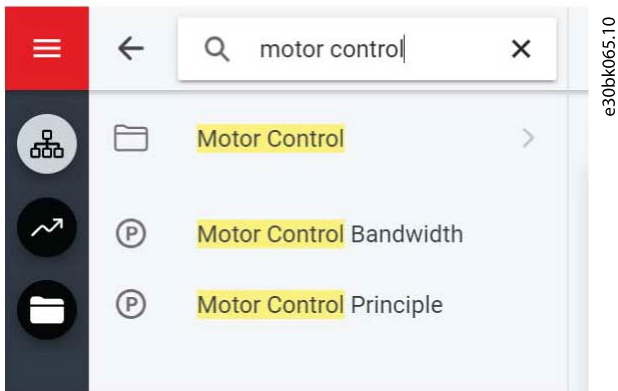 motor control
Motor Control
P Motor Control Bandwidth
P Motor Control Principle
e30bk065.10